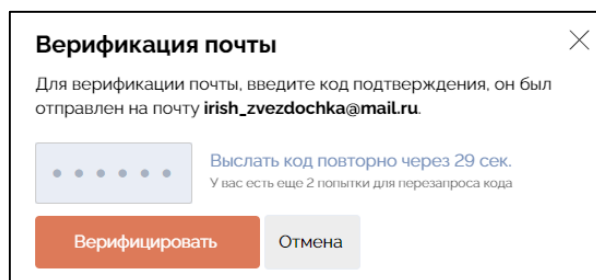 Верификация почты
Для верификации почты, введите код подтверждения, он был
отправлен на почту irish_zvezdochka@mail.ru.
Выслать код повторно через 29 сек.
У вас есть еще 2 попытки для перезапроса кода
Верифицировать Отмена